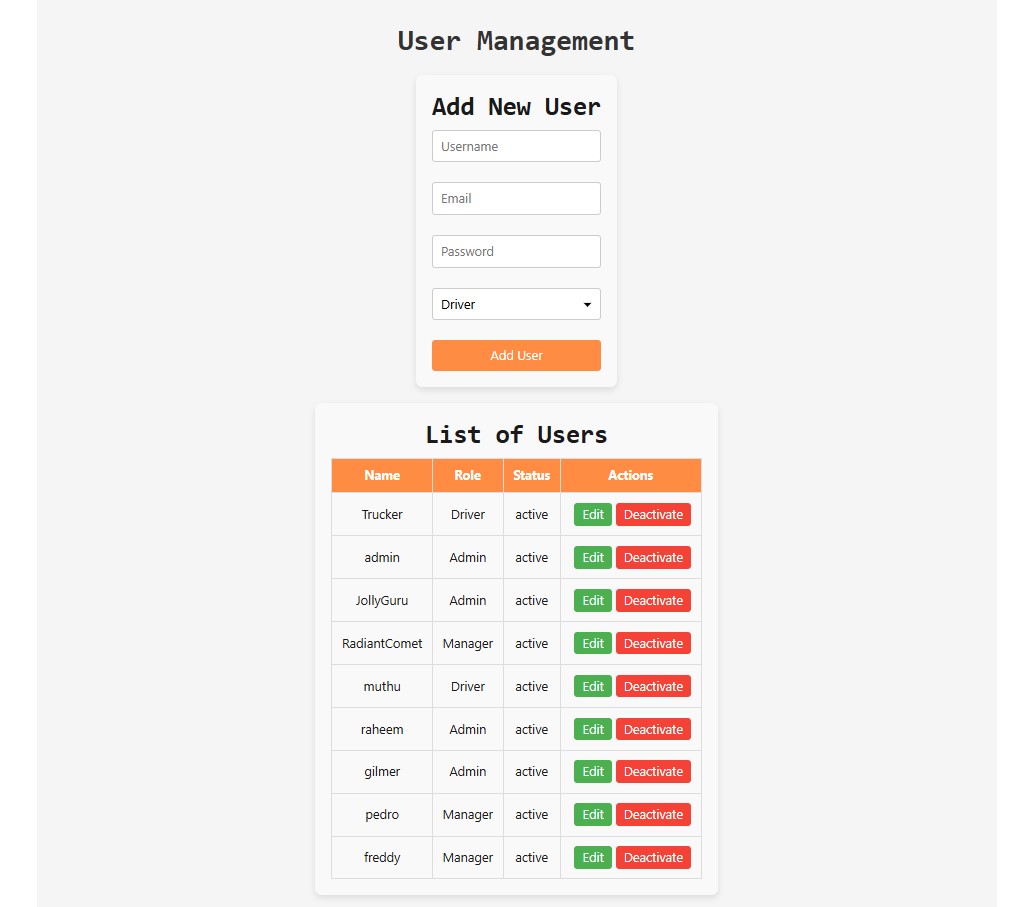 User Management
Add New User
Username
Email
Password
Driver
Add User
List of Users
Name Role Status Actions
Trucker Driver active Edit Deactivate
admin Admin active Edit Deactivate
JollyGuru Admin active Edit Deactivate
RadiantComet Manager active Edit Deactivate
muthu Driver active Edit Deactivate
raheem Admin active Edit Deactivate
gilmer Admin active Edit Deactivate
pedro Manager active Edit Deactivate
freddy Manager active Edit Deactivate